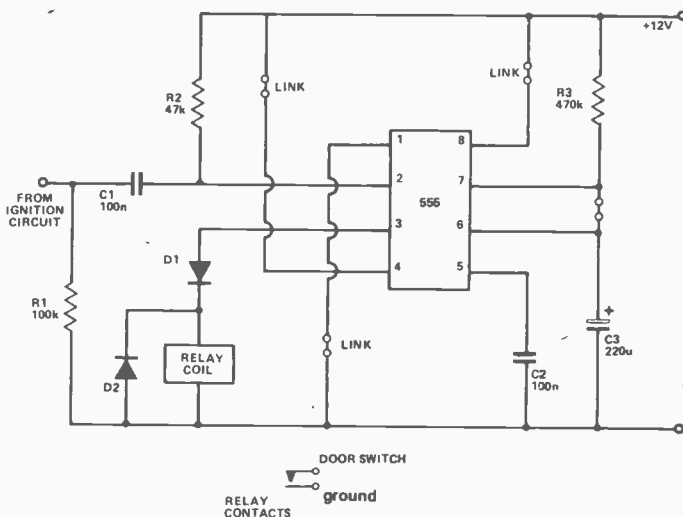 +12V
R2
47k
LINK
LINK
R3
470k
1
8
FROM
IGNITION
CIRCUIT
C1
100n
2
7
555
3
6
D1
4
5
R1
100k
+
C3
220u
RELAY
COIL
LINK
D2
C2
100n
DOOR SWITCH
ground
RELAY
CONTACTS